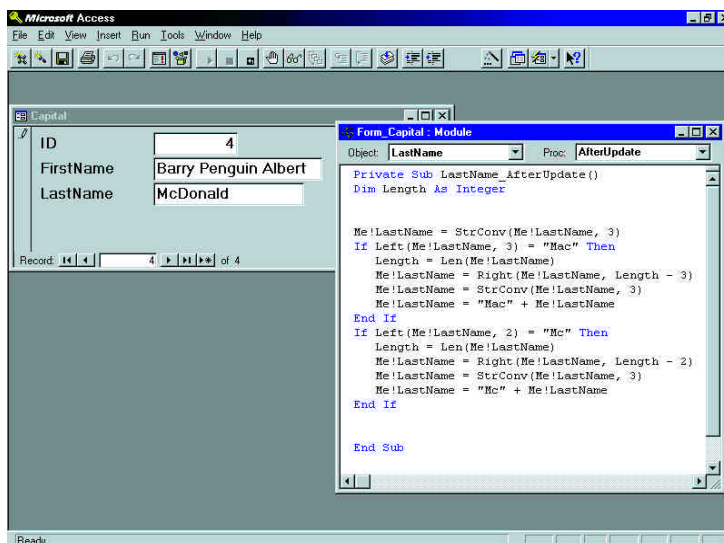 Microsoft Access
File Edit View Insert Run Tools Window Help
Capital
ID 4
FirstName Barry Penguin Albert
LastName McDonald
Record: 4 of 4
Form_Capital : Module
Object: LastName Proc: AfterUpdate
Private Sub LastName_AfterUpdate()
Dim Length As Integer
Me!LastName = StrConv(Me!LastName, 3)
If Left(Me!LastName, 3) = "Mac" Then
Length = Len(Me!LastName)
Me!LastName = Right(Me!LastName, Length - 3)
Me!LastName = StrConv(Me!LastName, 3)
Me!LastName = "Mac" + Me!LastName
End If
If Left(Me!LastName, 2) = "Mc" Then
Length = Len(Me!LastName)
Me!LastName = Right(Me!LastName, Length - 2)
Me!LastName = StrConv(Me!LastName, 3)
Me!LastName = "Mc" + Me!LastName
End If
End Sub
Ready